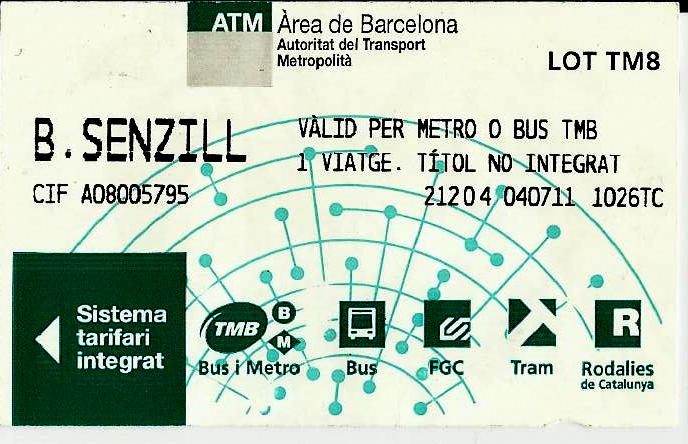 ATM Àrea de Barcelona
Autoritat del Transport
Metropolità
LOT TM8
B. SENZILL
VÀLID PER METRO O BUS TMB
1 VIATGE. TÍTOL NO INTEGRAT
CIF A08005795
21204 040711 1026TC
Sistema
tarifari
integrat
TMB
B
M
Bus i Metro
Bus
FGC
Tram
R
Rodalies
de Catalunya